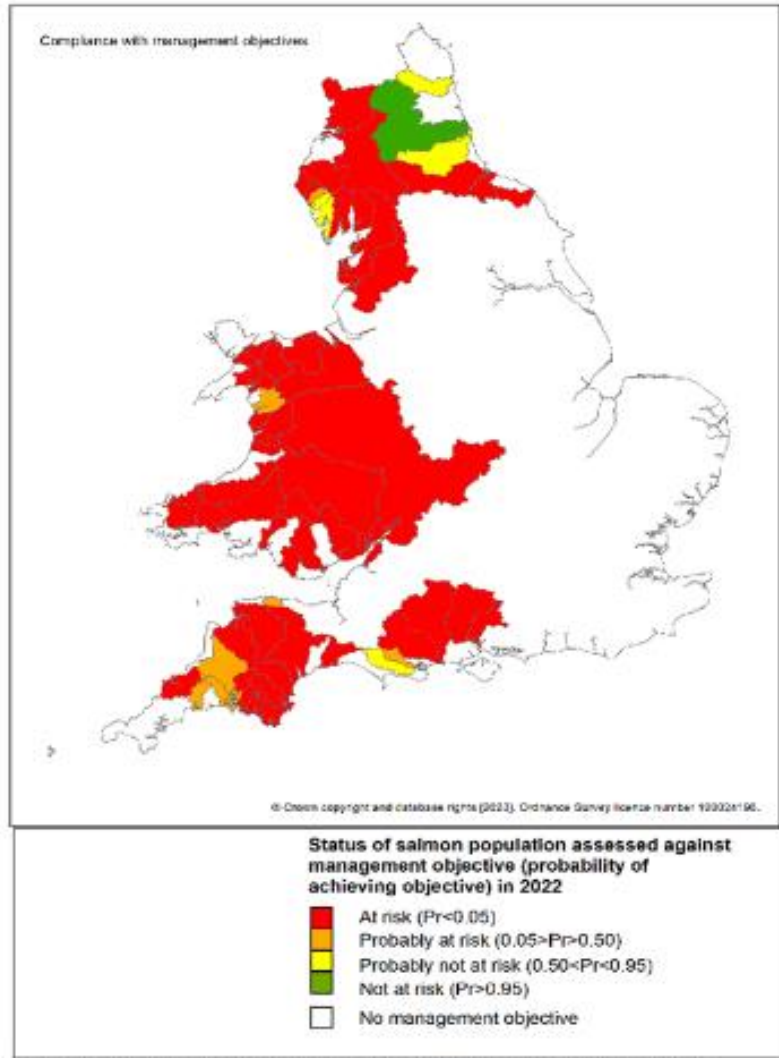 Compliance with management objectives
© Crown copyright and database rights [2023]. Ordnance Survey licence number 100024198.
Status of salmon population assessed against
management objective (probability of
achieving objective) in 2022
At risk (Pr<0.05)
Probably at risk (0.05>Pr>0.50)
Probably not at risk (0.50<Pr<0.95)
Not at risk (Pr>0.95)
No management objective